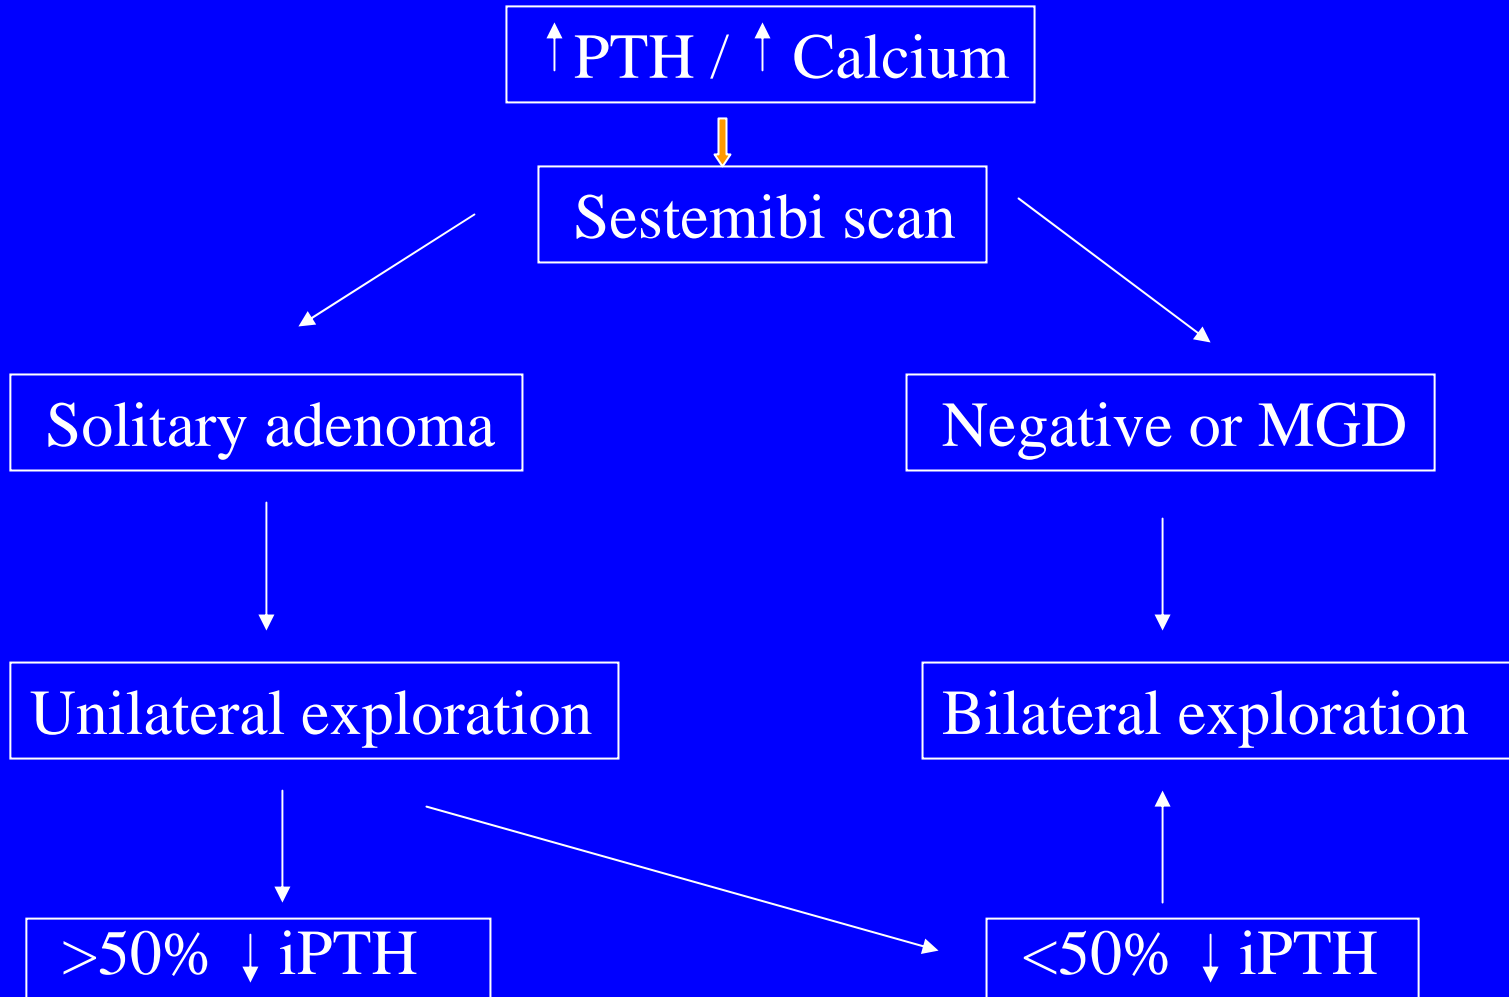 ↑ PTH / ↑ Calcium
Sestemibi scan
Solitary adenoma
Negative or MGD
Unilateral exploration
Bilateral exploration
>50% ↓ iPTH
<50% ↓ iPTH